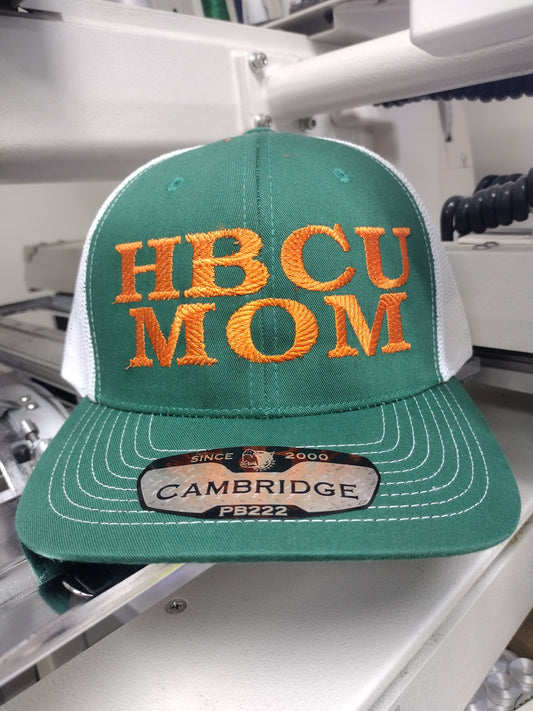 HBCU
MOM
SINCE 2000
CAMBRIDGE
PB222